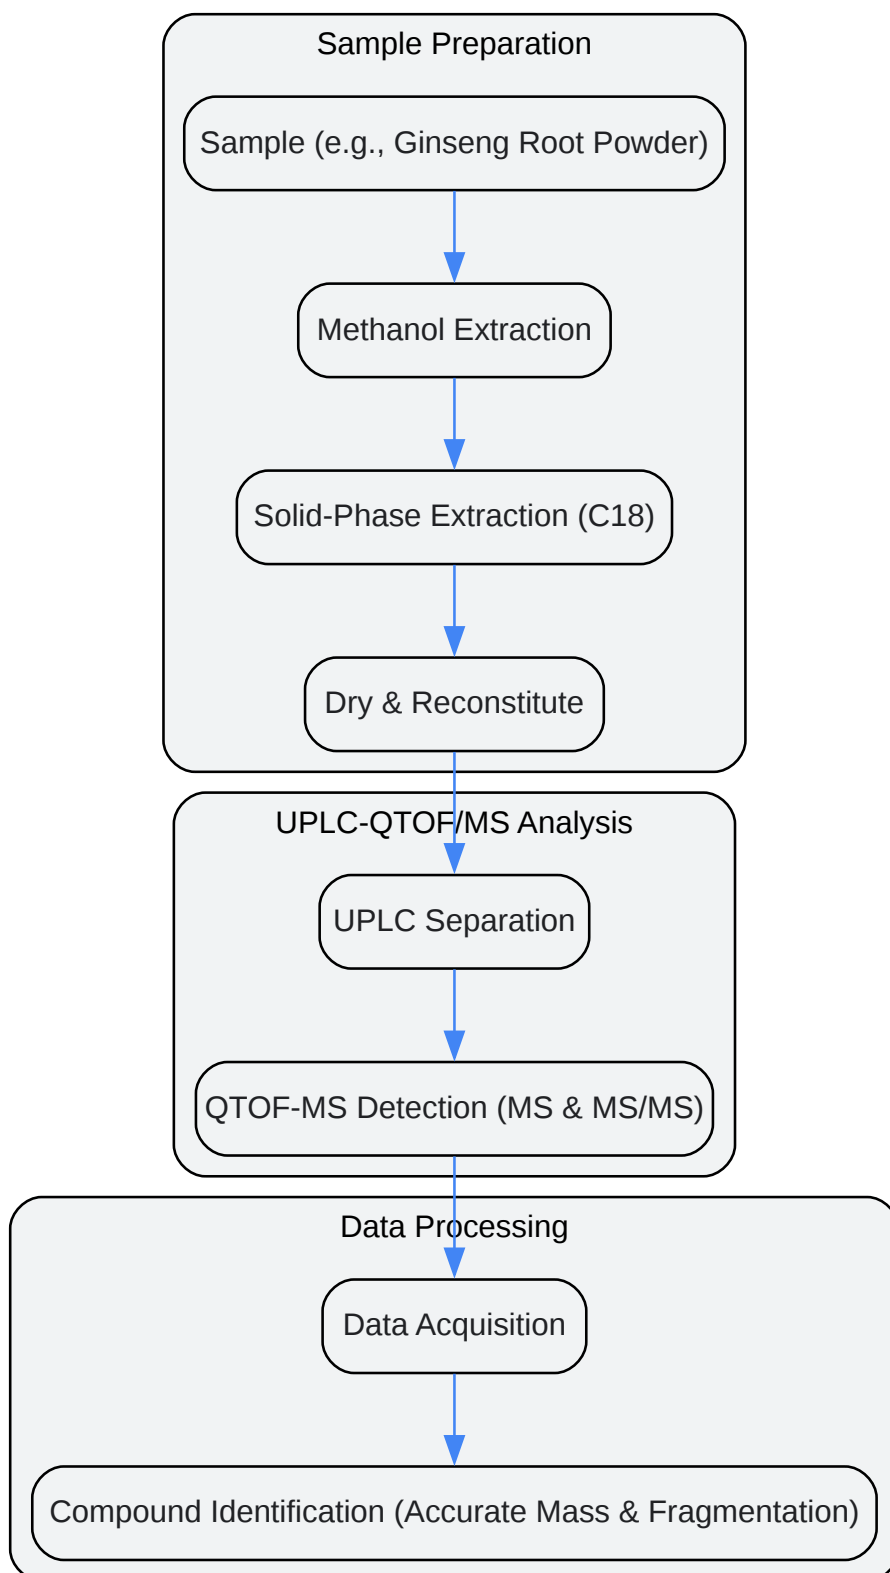 Sample Preparation
Sample (e.g., Ginseng Root Powder)
Methanol Extraction
Solid-Phase Extraction (C18)
Dry & Reconstitute
UPLC-QTOF/MS Analysis
UPLC Separation
QTOF-MS Detection (MS & MS/MS)
Data Processing
Data Acquisition
Compound Identification (Accurate Mass & Fragmentation)